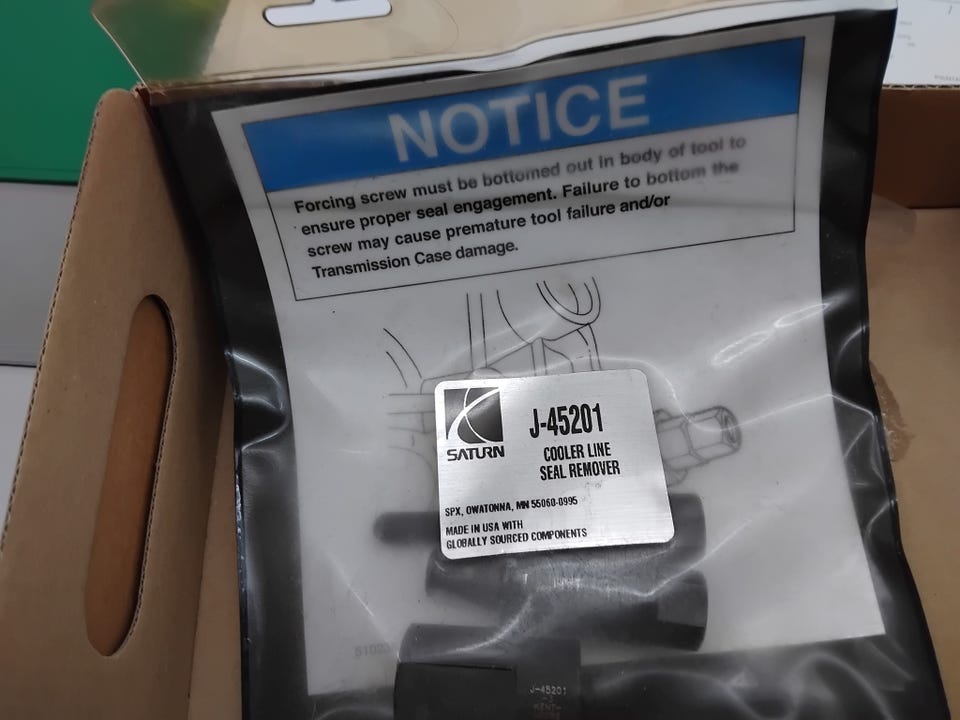 NOTICE
Forcing screw must be bottomed out in body of tool to
ensure proper seal engagement. Failure to bottom the
screw may cause premature tool failure and/or
Transmission Case damage.
SATURN
J-45201
COOLER LINE
SEAL REMOVER
SPX, OWATONNA, MN 55060-0995
MADE IN USA WITH
GLOBALLY SOURCED COMPONENTS
J-45201